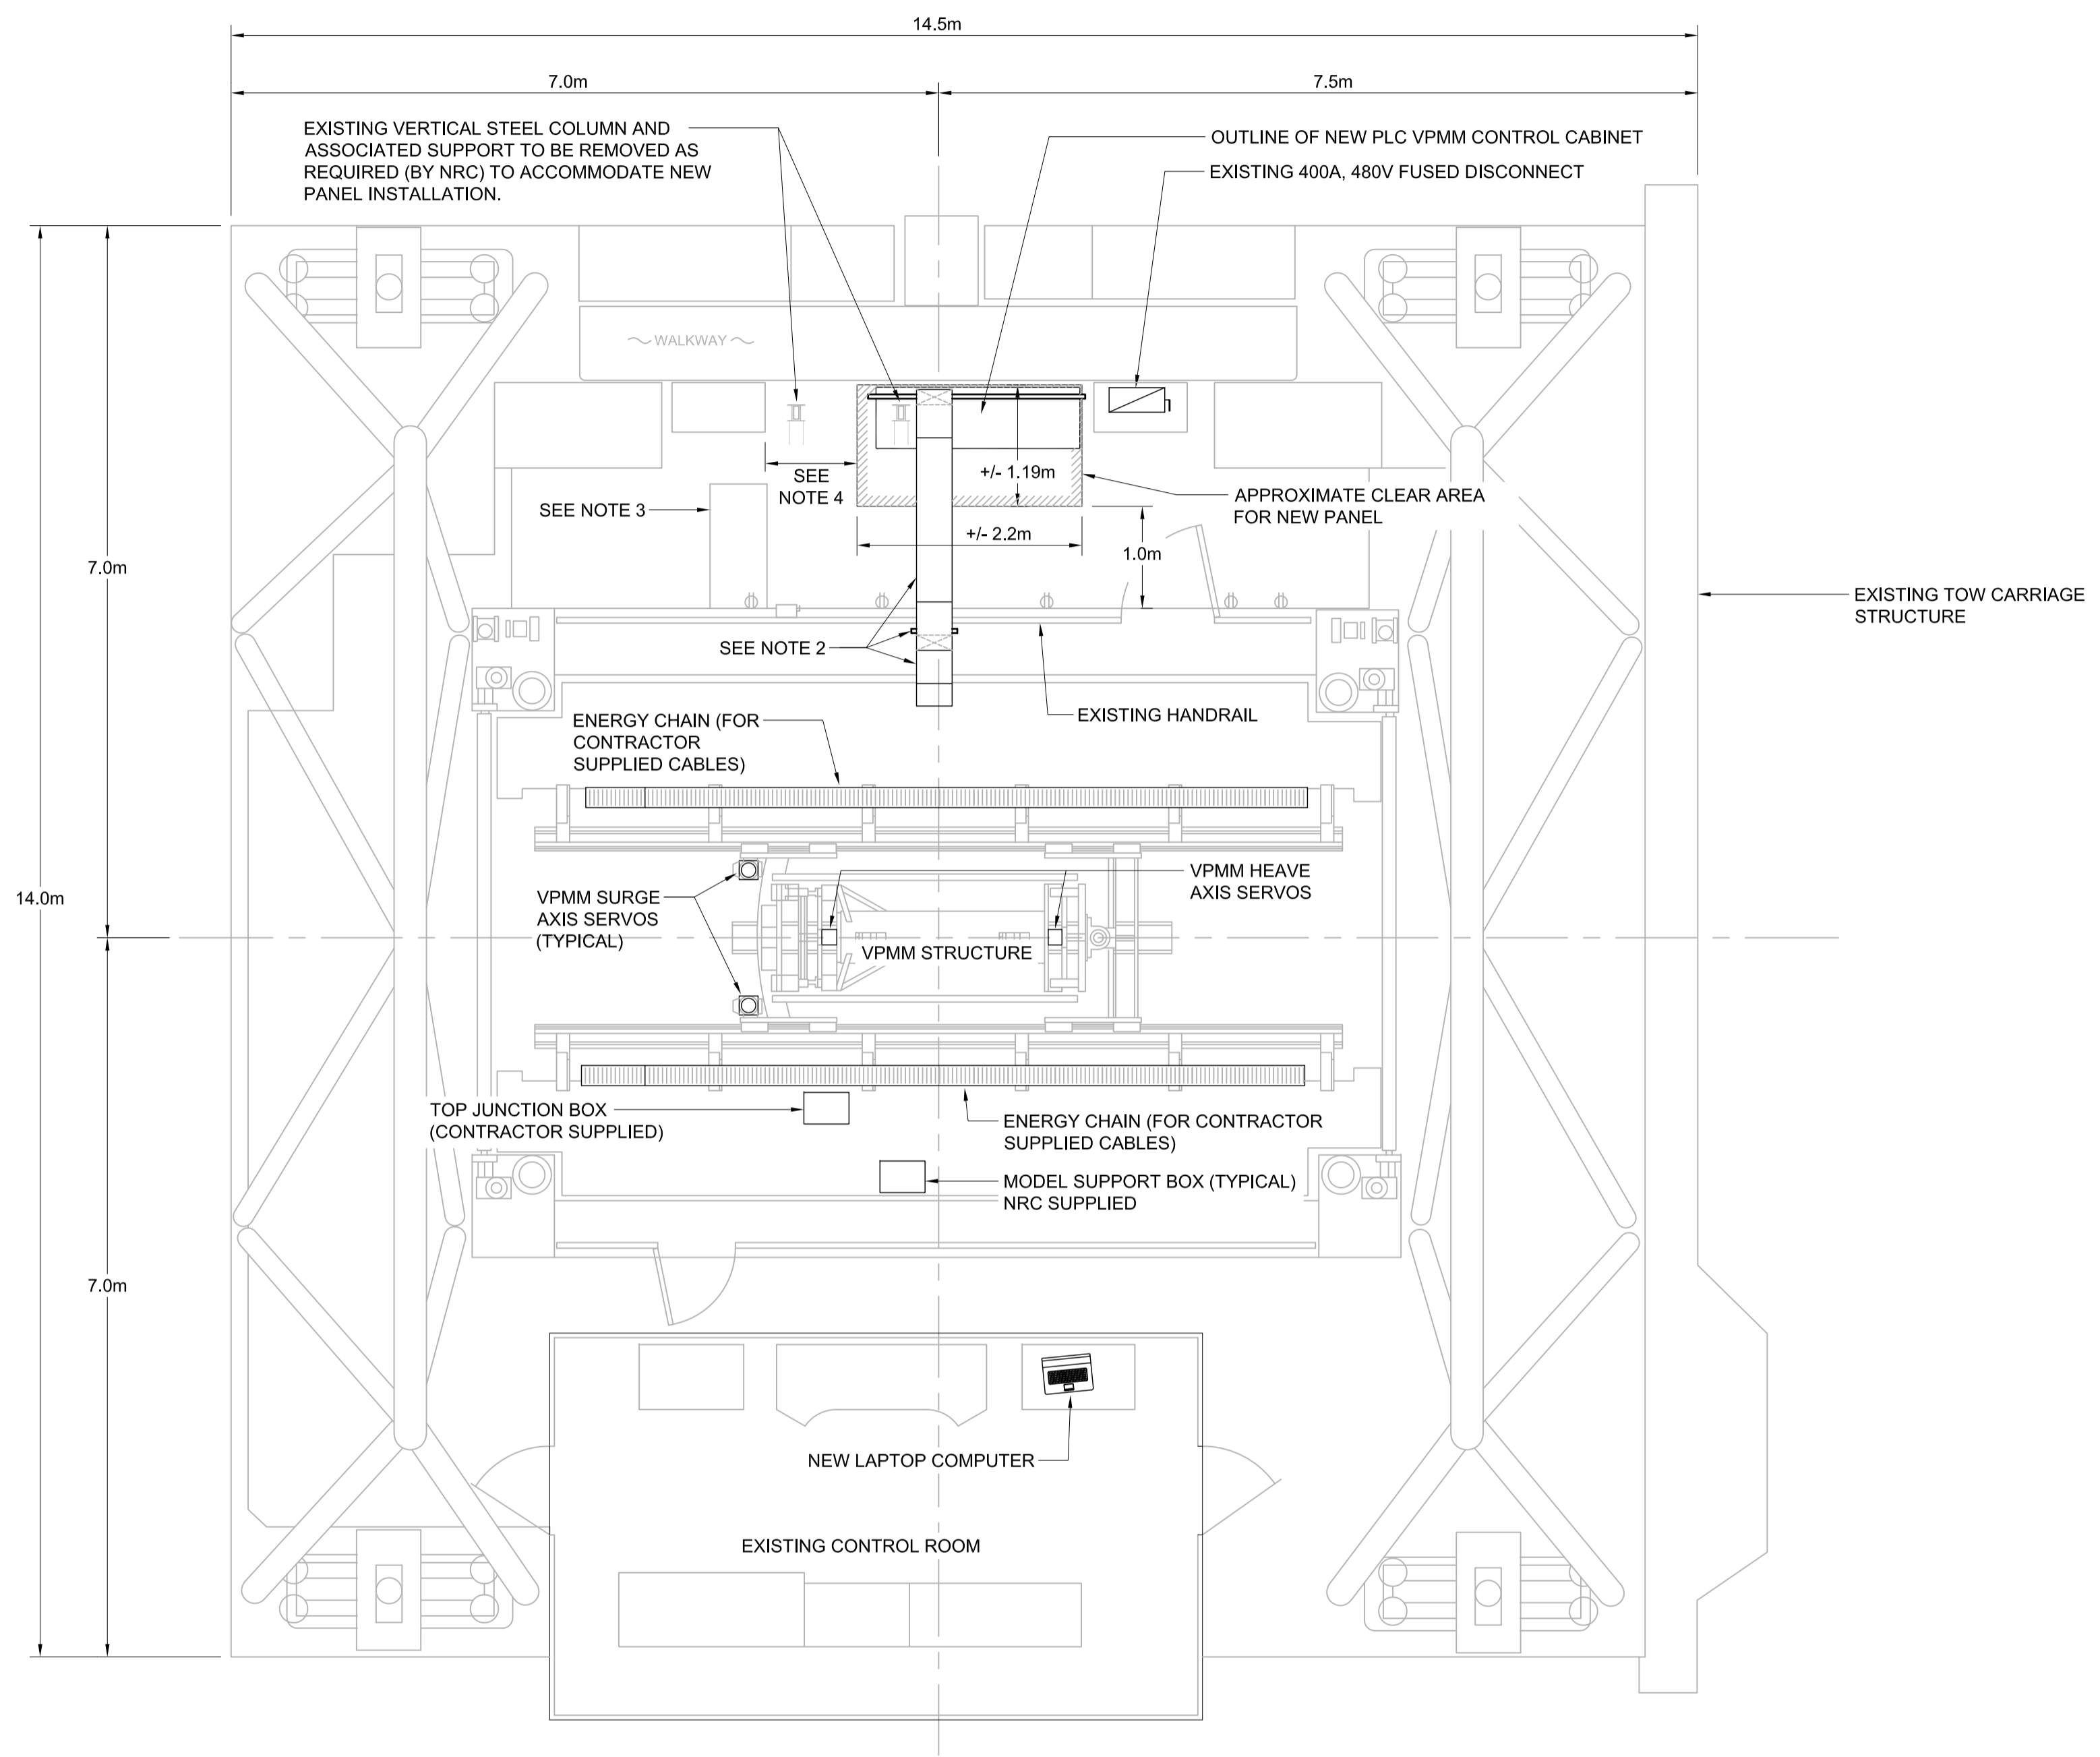 14.5m
7.0m
7.5m
EXISTING VERTICAL STEEL COLUMN AND
ASSOCIATED SUPPORT TO BE REMOVED AS
REQUIRED (BY NRC) TO ACCOMMODATE NEW
PANEL INSTALLATION.
OUTLINE OF NEW PLC VPMM CONTROL CABINET
EXISTING 400A, 480V FUSED DISCONNECT
WALKWAY
SEE
NOTE 4
+/- 1.19m
SEE NOTE 3
APPROXIMATE CLEAR AREA
FOR NEW PANEL
+/- 2.2m
1.0m
7.0m
EXISTING TOW CARRIAGE
STRUCTURE
SEE NOTE 2
EXISTING HANDRAIL
ENERGY CHAIN (FOR
CONTRACTOR
SUPPLIED CABLES)
VPMM SURGE
AXIS SERVOS
(TYPICAL)
VPMM HEAVE
AXIS SERVOS
14.0m
VPMM STRUCTURE
TOP JUNCTION BOX
(CONTRACTOR SUPPLIED)
ENERGY CHAIN (FOR CONTRACTOR
SUPPLIED CABLES)
MODEL SUPPORT BOX (TYPICAL)
NRC SUPPLIED
7.0m
NEW LAPTOP COMPUTER
EXISTING CONTROL ROOM